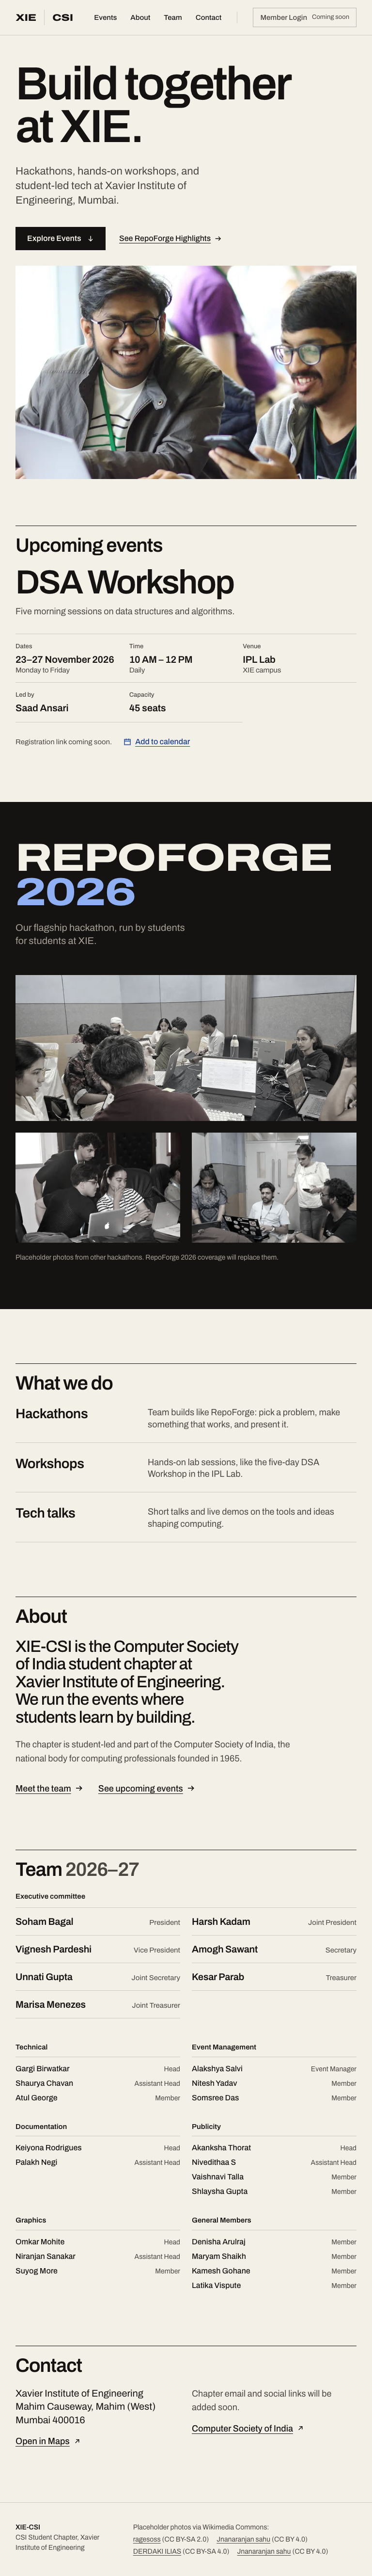 XIE CSI Events About Team Contact Member Login Coming soon
Build together
at XIE.
Hackathons, hands-on workshops, and
student-led tech at Xavier Institute of
Engineering, Mumbai.
Explore Events ↓ See RepoForge Highlights →
Upcoming events
DSA Workshop
Five morning sessions on data structures and algorithms.
Dates Time Venue
23–27 November 2026 10 AM – 12 PM IPL Lab
Monday to Friday Daily XIE campus
Led by Capacity
Saad Ansari 45 seats
Registration link coming soon. Add to calendar
REPOFORGE
2026
Our flagship hackathon, run by students
for students at XIE.
Placeholder photos from other hackathons. RepoForge 2026 coverage will replace them.
What we do
Hackathons Team builds like RepoForge: pick a problem, make
something that works, and present it.
Workshops Hands-on lab sessions, like the five-day DSA
Workshop in the IPL Lab.
Tech talks Short talks and live demos on the tools and ideas
shaping computing.
About
XIE-CSI is the Computer Society
of India student chapter at
Xavier Institute of Engineering.
We run the events where
students learn by building.
The chapter is student-led and part of the Computer Society of India, the
national body for computing professionals founded in 1965.
Meet the team → See upcoming events →
Team 2026–27
Executive committee
Soham Bagal President Harsh Kadam Joint President
Vignesh Pardeshi Vice President Amogh Sawant Secretary
Unnati Gupta Joint Secretary Kesar Parab Treasurer
Marisa Menezes Joint Treasurer
Technical Event Management
Gargi Birwatkar Head Alakshya Salvi Event Manager
Shaurya Chavan Assistant Head Nitesh Yadav Member
Atul George Member Somsree Das Member
Documentation Publicity
Keiyona Rodrigues Head Akanksha Thorat Head
Palakh Negi Assistant Head Nivedithaa S Assistant Head
Vaishnavi Talla Member
Shlaysha Gupta Member
Graphics General Members
Omkar Mohite Head Denisha Arulraj Member
Niranjan Sanakar Assistant Head Maryam Shaikh Member
Suyog More Member Kamesh Gohane Member
Latika Vispute Member
Contact
Xavier Institute of Engineering Chapter email and social links will be
Mahim Causeway, Mahim (West) added soon.
Mumbai 400016 Computer Society of India ↗
Open in Maps ↗
XIE-CSI Placeholder photos via Wikimedia Commons:
CSI Student Chapter, Xavier ragesoss (CC BY-SA 2.0) Jnanaranjan sahu (CC BY 4.0)
Institute of Engineering DERDAKI ILIAS (CC BY-SA 4.0) Jnanaranjan sahu (CC BY 4.0)